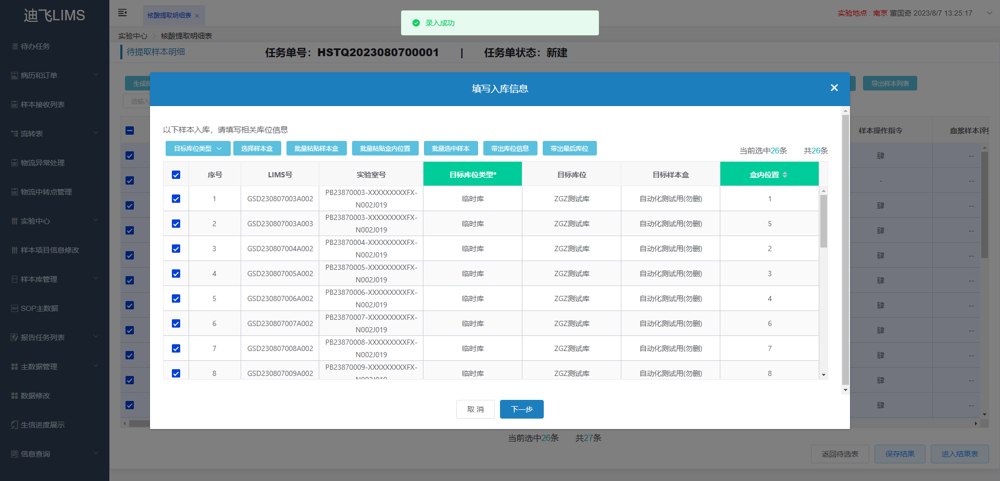 迪飞LIMS
核酸提取明细表
录入成功
实验地点 : 南京 董国奇 2023/8/7 13:25:17
待办任务
病历和订单
样本接收列表
流转表
物流异常处理
物流中转点管理
实验中心
样本项目信息修改
样本库管理
SOP主数据
报告任务列表
主数据管理
数据修改
生信进度展示
信息查询
实验中心 核酸提取明细表
待提取样本明细 任务单号：HSTQ2023080700001 | 任务单状态：新建
导出样本列表
样本操作指令
肆 --
- --
肆 --
肆 --
肆 --
肆 --
肆 --
肆 --
肆 --
肆 --
肆 --
填写入库信息
以下样本入库，请填写相关库位信息
目标库位类型 选择样本盒 批量粘贴样本盒 批量粘贴盒内位置 批量选中样本 带出库位信息 带出最后库位
当前选中26条 共26条
序号 LIMS号 实验室号 目标库位类型* 目标库位 目标样本盒 盒内位置
1 GSD230807003A002 PB23870003-XXXXXXXXXFX-N002J019 临时库 ZGZ测试库 自动化测试用(勿删) 1
2 GSD230807003A003 PB23870003-XXXXXXXXXFX-N002J019 临时库 ZGZ测试库 自动化测试用(勿删) 5
3 GSD230807004A002 PB23870004-XXXXXXXXXFX-N002J019 临时库 ZGZ测试库 自动化测试用(勿删) 2
4 GSD230807005A002 PB23870005-XXXXXXXXXFX-N002J019 临时库 ZGZ测试库 自动化测试用(勿删) 3
5 GSD230807006A002 PB23870006-XXXXXXXXXFX-N002J019 临时库 ZGZ测试库 自动化测试用(勿删) 4
6 GSD230807007A002 PB23870007-XXXXXXXXXFX-N002J019 临时库 ZGZ测试库 自动化测试用(勿删) 6
7 GSD230807008A002 PB23870008-XXXXXXXXXFX-N002J019 临时库 ZGZ测试库 自动化测试用(勿删) 7
8 GSD230807009A002 PB23870009-XXXXXXXXXFX- 临时库 ZGZ测试库 自动化测试用(勿删) 8
取 消 下一步
当前选中26条 共27条
返回待选表 保存结果 进入结果表